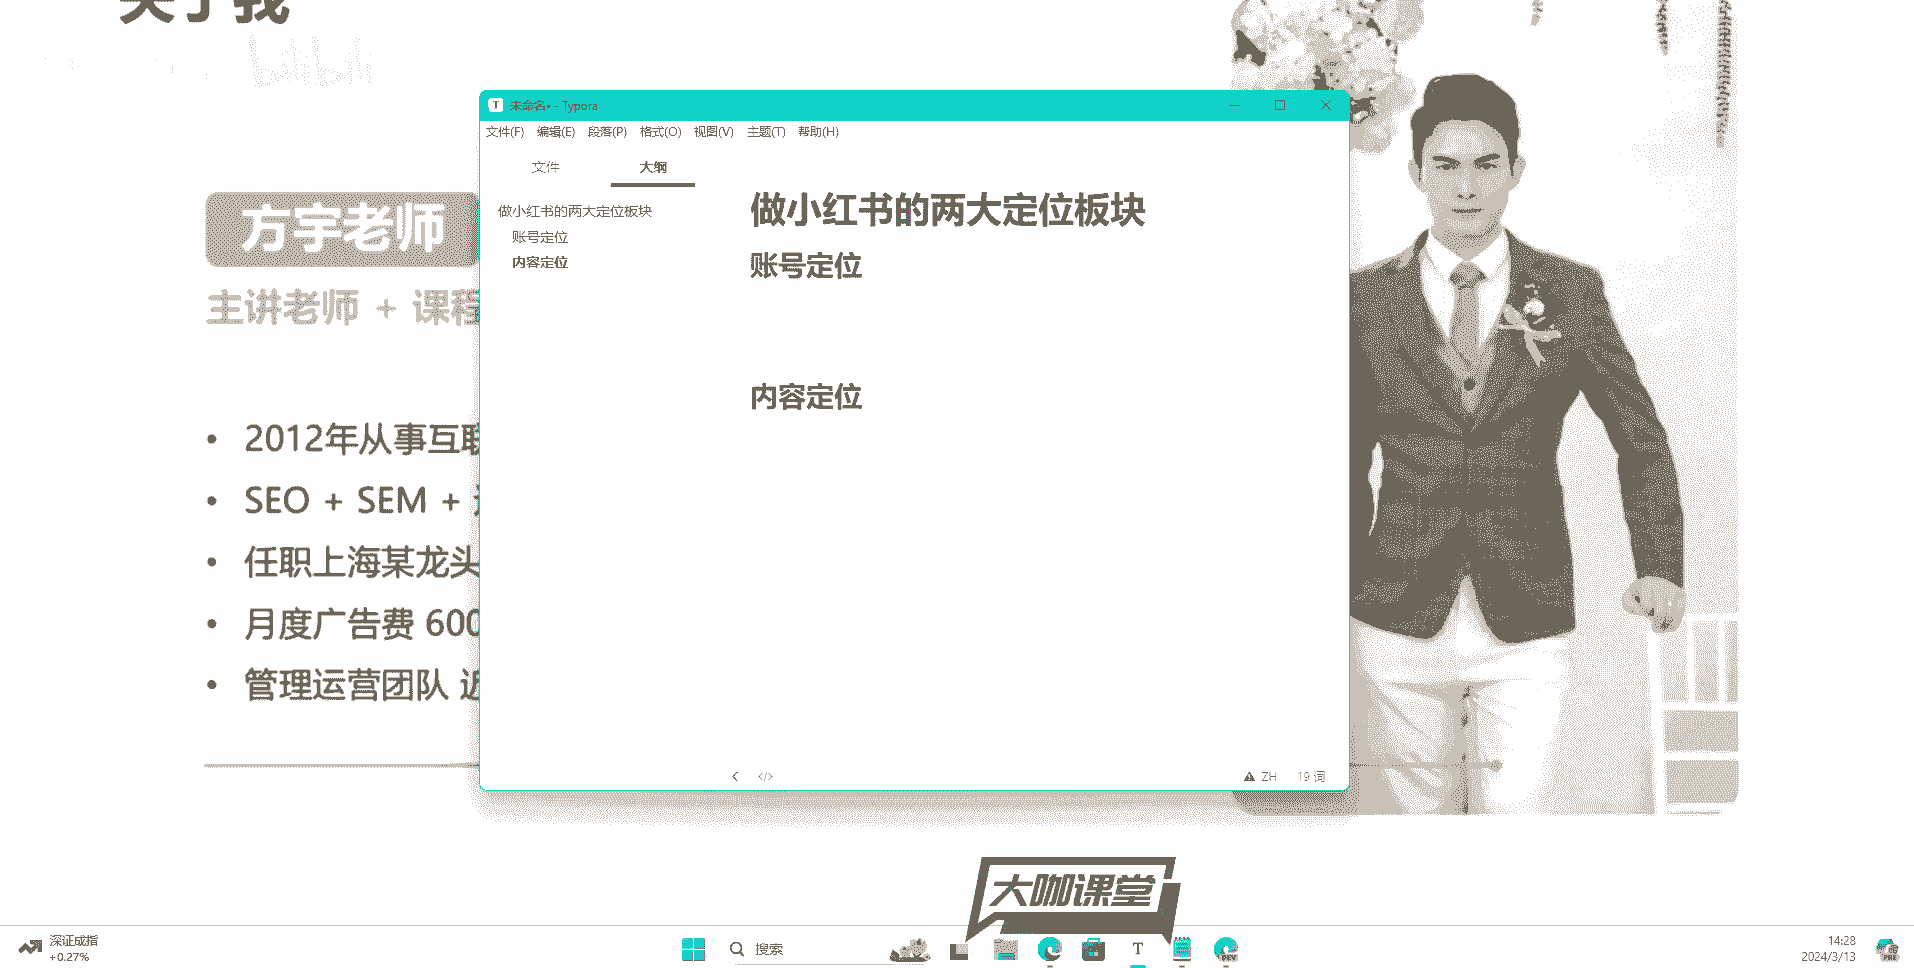 关于我
bilibili
方宇老师
主讲老师 + 课程
2012年从事互联
SEO + SEM +
任职上海某龙头
月度广告费 600
管理运营团队 近
未命名• - Typora
文件(F) 编辑(E) 段落(P) 格式(O) 视图(V) 主题(T) 帮助(H)
文件 大纲
做小红书的两大定位板块
账号定位
内容定位
做小红书的两大定位板块
账号定位
内容定位
ZH 19 词
大咖课堂
深证成指
+0.27%
搜索
T
DEV
14:28
2024/3/13
PRE